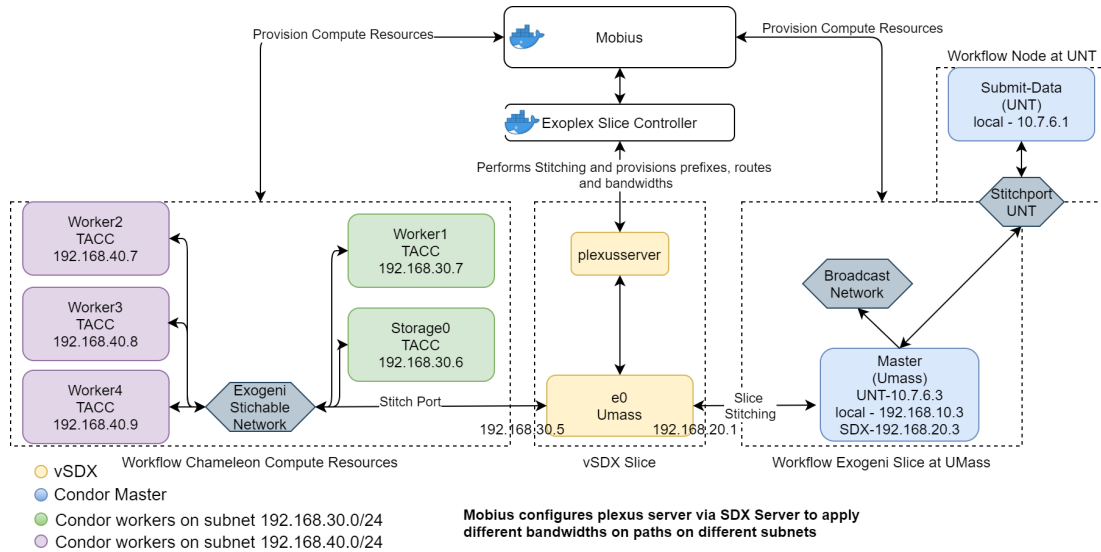 Provision Compute Resources
Mobius
Provision Compute Resources
Workflow Node at UNT
Submit-Data
(UNT)
local - 10.7.6.1
Exoplex Slice Controller
Performs Stitching and provisions prefixes, routes
and bandwidths
Stitchport
UNT
Worker2
TACC
192.168.40.7
Worker1
TACC
192.168.30.7
plexusserver
Broadcast
Network
Worker3
TACC
192.168.40.8
Storage0
TACC
192.168.30.6
Worker4
TACC
192.168.40.9
Exogeni
Stichable
Network
Stitch Port
e0
Umass
192.168.30.5
192.168.20.1
Slice
Stitching
Master
(Umass)
UNT-10.7.6.3
local - 192.168.10.3
SDX-192.168.20.3
Workflow Chameleon Compute Resources
vSDX Slice
Workflow Exogeni Slice at UMass
vSDX
Condor Master
Condor workers on subnet 192.168.30.0/24
Condor workers on subnet 192.168.40.0/24
Mobius configures plexus server via SDX Server to apply
different bandwidths on paths on different subnets